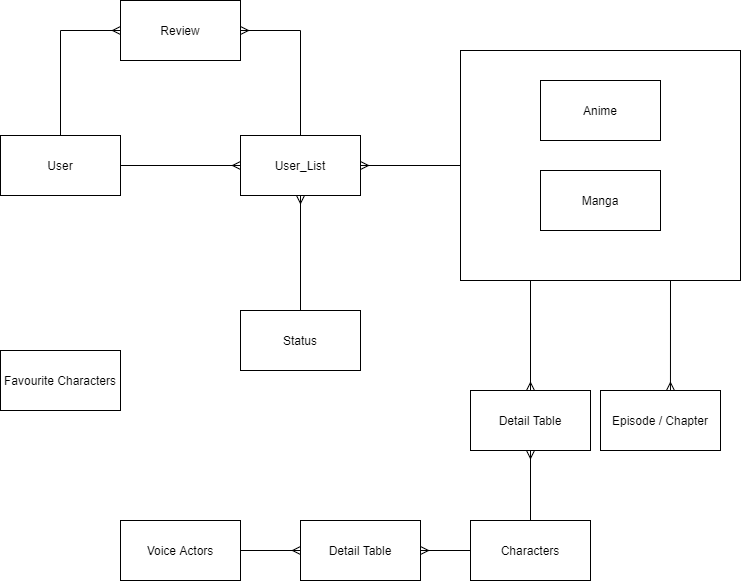 Review
Anime
User
User_List
Manga
Status
Favourite Characters
Detail Table
Episode / Chapter
Voice Actors
Detail Table
Characters